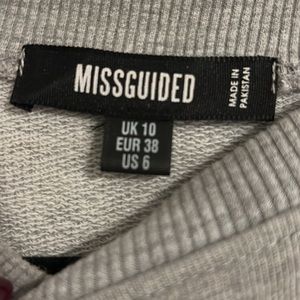 MISSGUIDED
MADE IN
PAKISTAN
UK 10
EUR 38
US 6